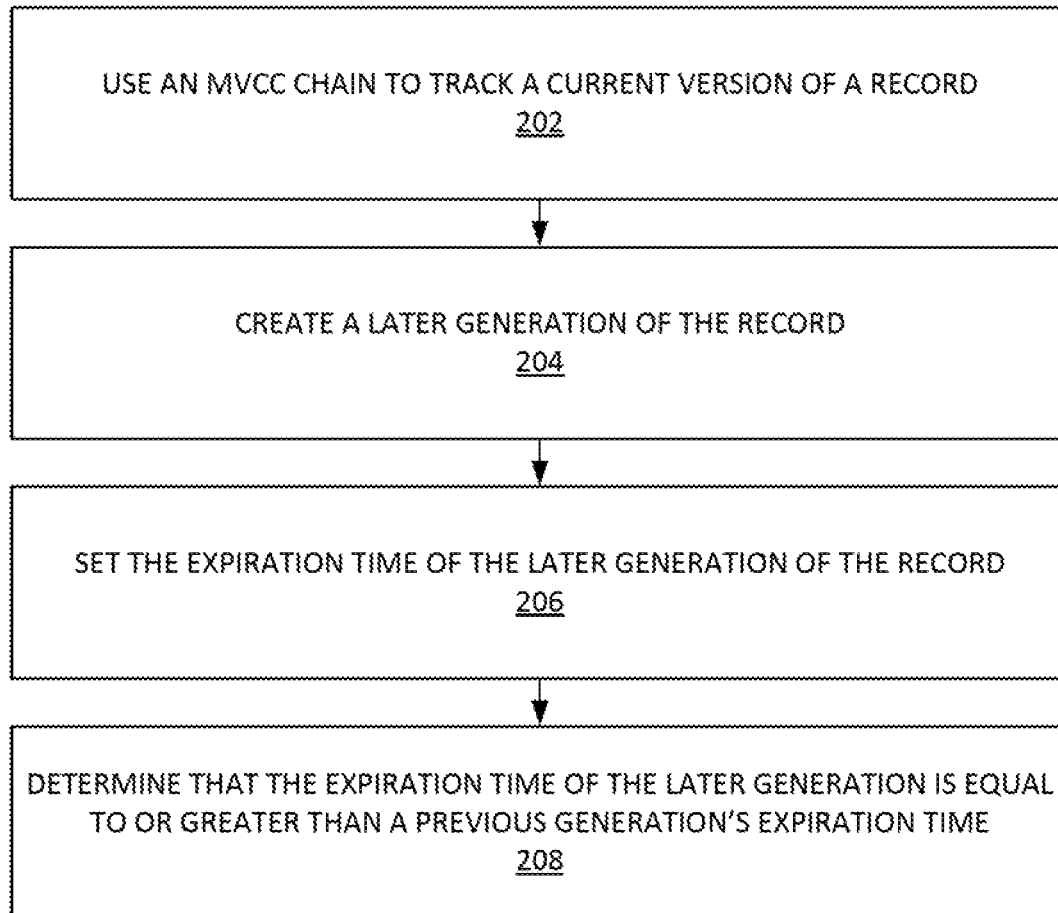 USE AN MVCC CHAIN TO TRACK A CURRENT VERSION OF A RECORD
202
CREATE A LATER GENERATION OF THE RECORD
204
SET THE EXPIRATION TIME OF THE LATER GENERATION OF THE RECORD
206
DETERMINE THAT THE EXPIRATION TIME OF THE LATER GENERATION IS EQUAL
TO OR GREATER THAN A PREVIOUS GENERATION'S EXPIRATION TIME
208